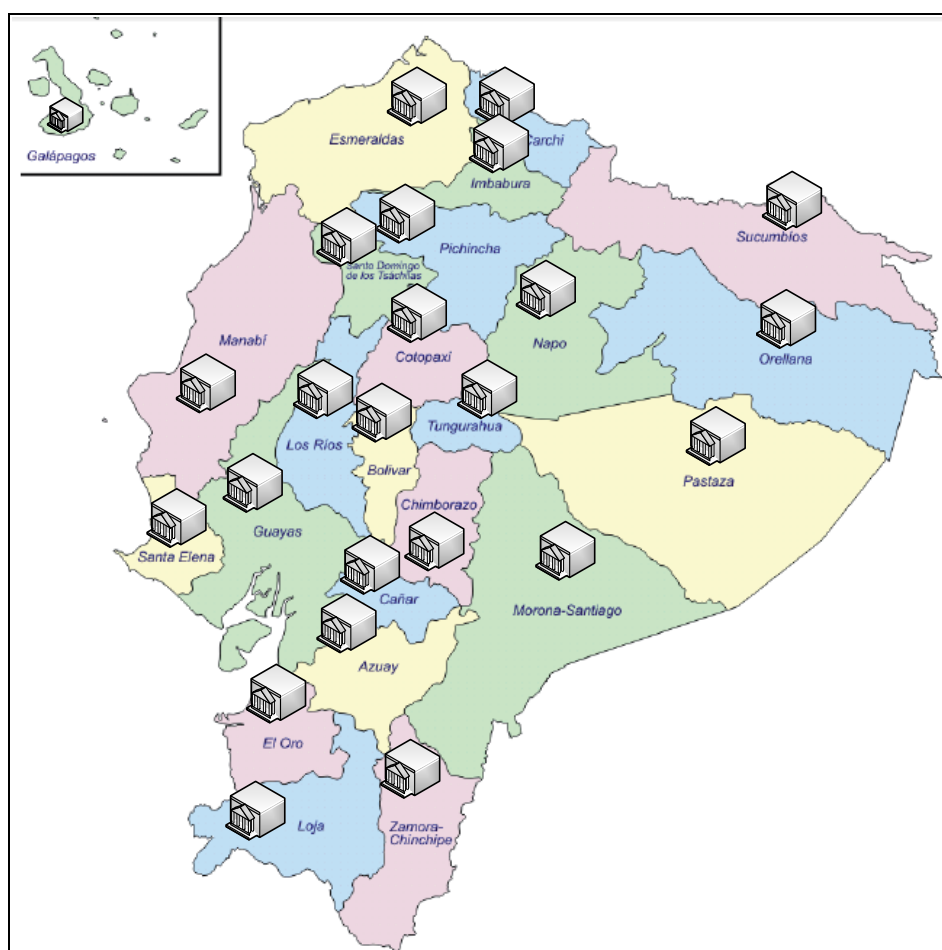 Galápagos
Esmeraldas
Carchi
Imbabura
Sucumbíos
Pichincha
Santo Domingo
de los Tsáchilas
Manabí
Cotopaxi
Napo
Orellana
Los Ríos
Tungurahua
Bolívar
Pastaza
Chimborazo
Guayas
Santa Elena
Cañar
Morona-Santiago
Azuay
El Oro
Loja
Zamora-
Chinchipe